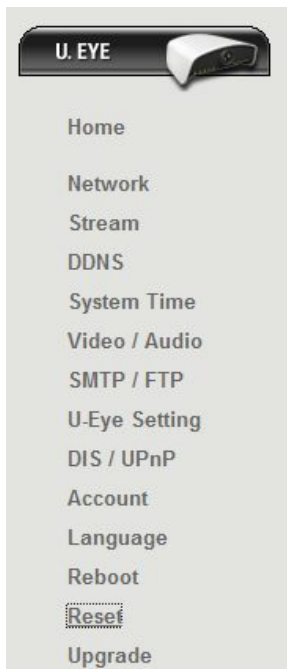 U. EYE
Home
Network
Stream
DDNS
System Time
Video / Audio
SMTP / FTP
U-Eye Setting
DIS / UPnP
Account
Language
Reboot
Reset
Upgrade